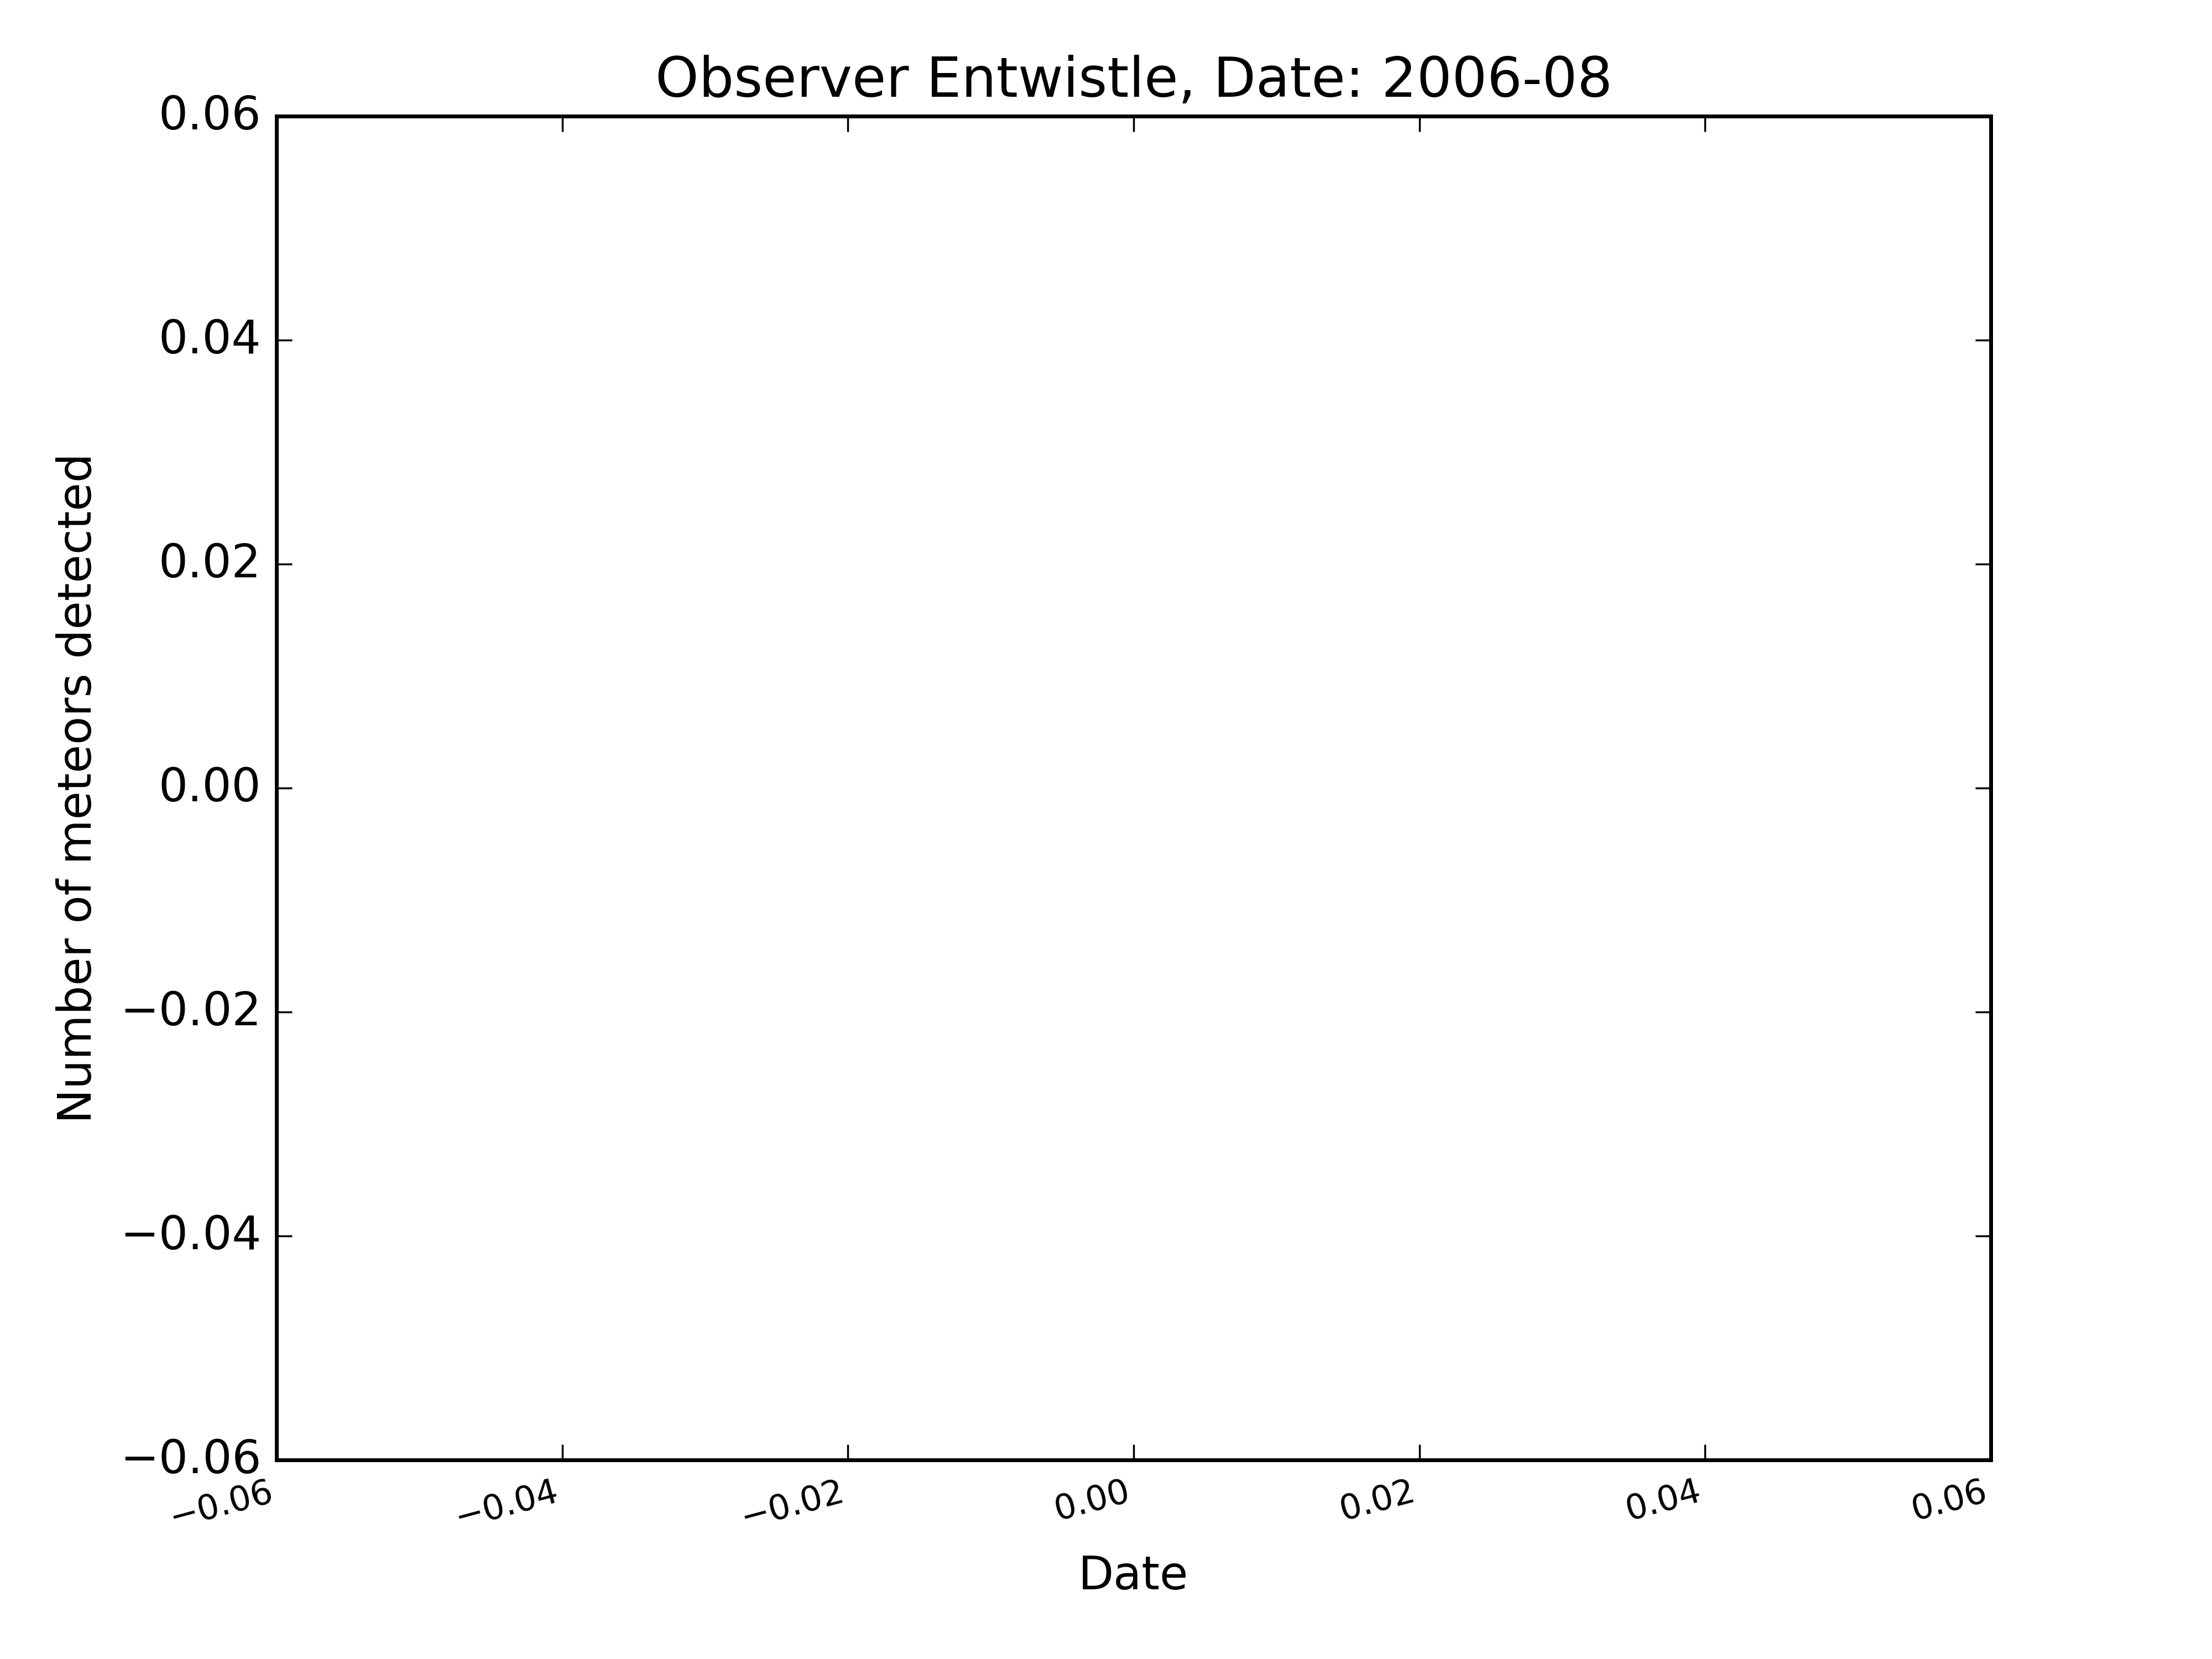 Observer Entwistle, Date: 2006-08
0.06
0.04
0.02
0.00
−0.02
−0.04
−0.06
Number of meteors detected
−0.06 −0.04 −0.02 0.00 0.02 0.04 0.06
Date